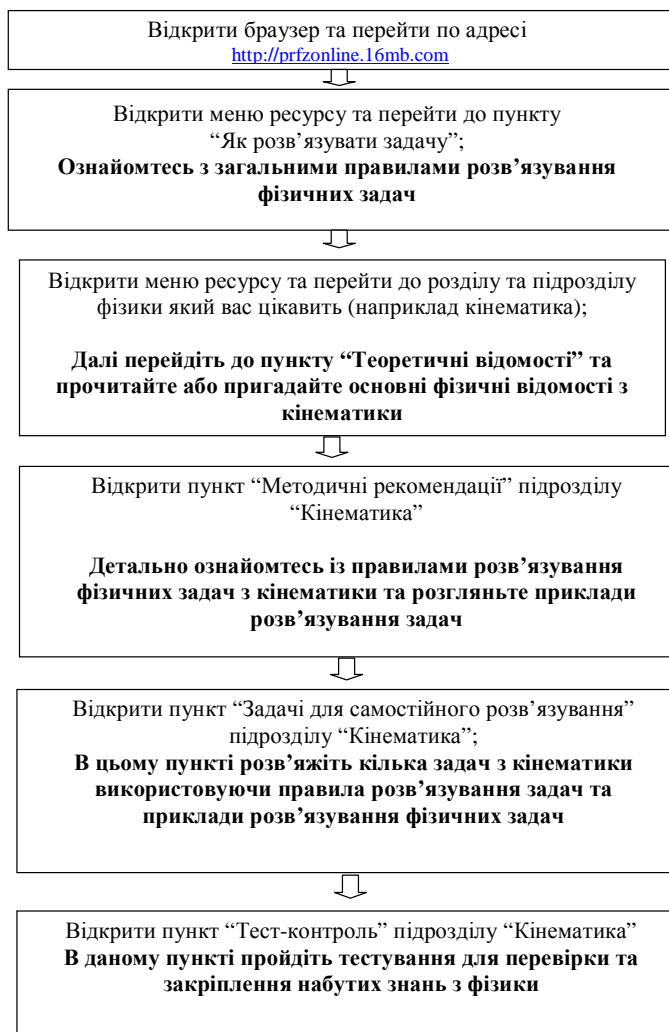 Відкрити браузер та перейти по адресі
http://prfzonline.16mb.com
Відкрити меню ресурсу та перейти до пункту
“Як розв’язувати задачу”;
Ознайомтесь з загальними правилами розв’язування
фізичних задач
Відкрити меню ресурсу та перейти до розділу та підрозділу
фізики який вас цікавить (наприклад кінематика);
Далі перейдіть до пункту “Теоретичні відомості” та
прочитайте або пригадайте основні фізичні відомості з
кінематики
Відкрити пункт “Методичні рекомендації” підрозділу
“Кінематика”
Детально ознайомтесь із правилами розв’язування
фізичних задач з кінематики та розгляньте приклади
розв’язування задач
Відкрити пункт “Задачі для самостійного розв’язування”
підрозділу “Кінематика”;
В цьому пункті розв’яжіть кілька задач з кінематики
використовуючи правила розв’язування задач та
приклади розв’язування фізичних задач
Відкрити пункт “Тест-контроль” підрозділу “Кінематика”
В даному пункті пройдіть тестування для перевірки та
закріплення набутих знань з фізики